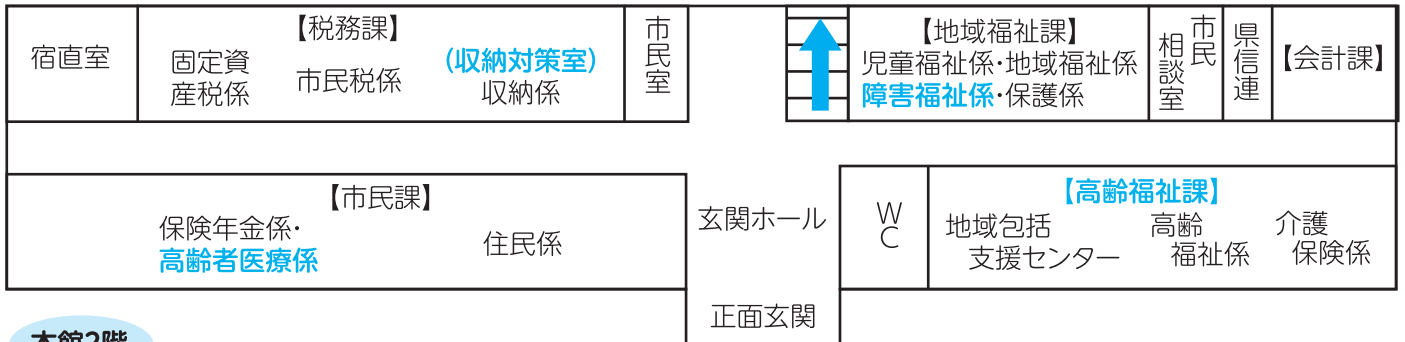 宿直室
【税務課】
固定資
産税係
市民税係
(収納対策室)
収納係
市民室
【地域福祉課】
児童福祉係・地域福祉係
障害福祉係・保護係
市民
相談室
県信連
【会計課】
【市民課】
保険年金係・
高齢者医療係
住民係
玄関ホール
WC
【高齢福祉課】
地域包括
支援センター
高齢
福祉係
介護
保険係
正面玄関
本館2階